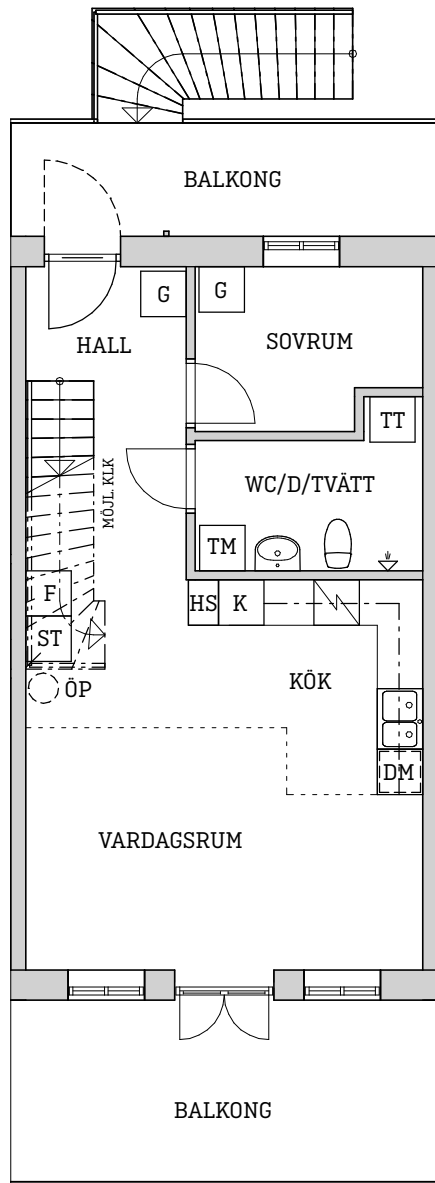 BALKONG
G
G
HALL
SOVRUM
TT
MÖJL. KLK
WC/D/TVÄTT
TM
F
HS
K
ST
ÖP
KÖK
DM
VARDAGSRUM
BALKONG